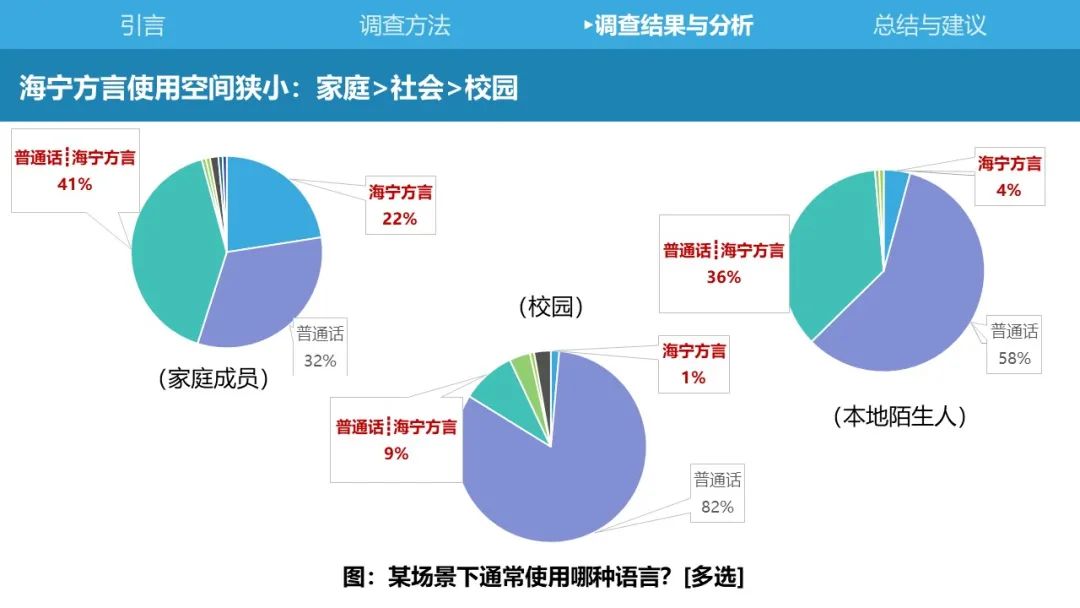 引言
调查方法
▸调查结果与分析
总结与建议
海宁方言使用空间狭小：家庭>社会>校园
普通话┋海宁方言
41%
海宁方言
22%
普通话
32%
（家庭成员）
（校园）
海宁方言
1%
普通话┋海宁方言
9%
普通话
82%
海宁方言
4%
普通话┋海宁方言
36%
普通话
58%
（本地陌生人）
图：某场景下通常使用哪种语言？[多选]